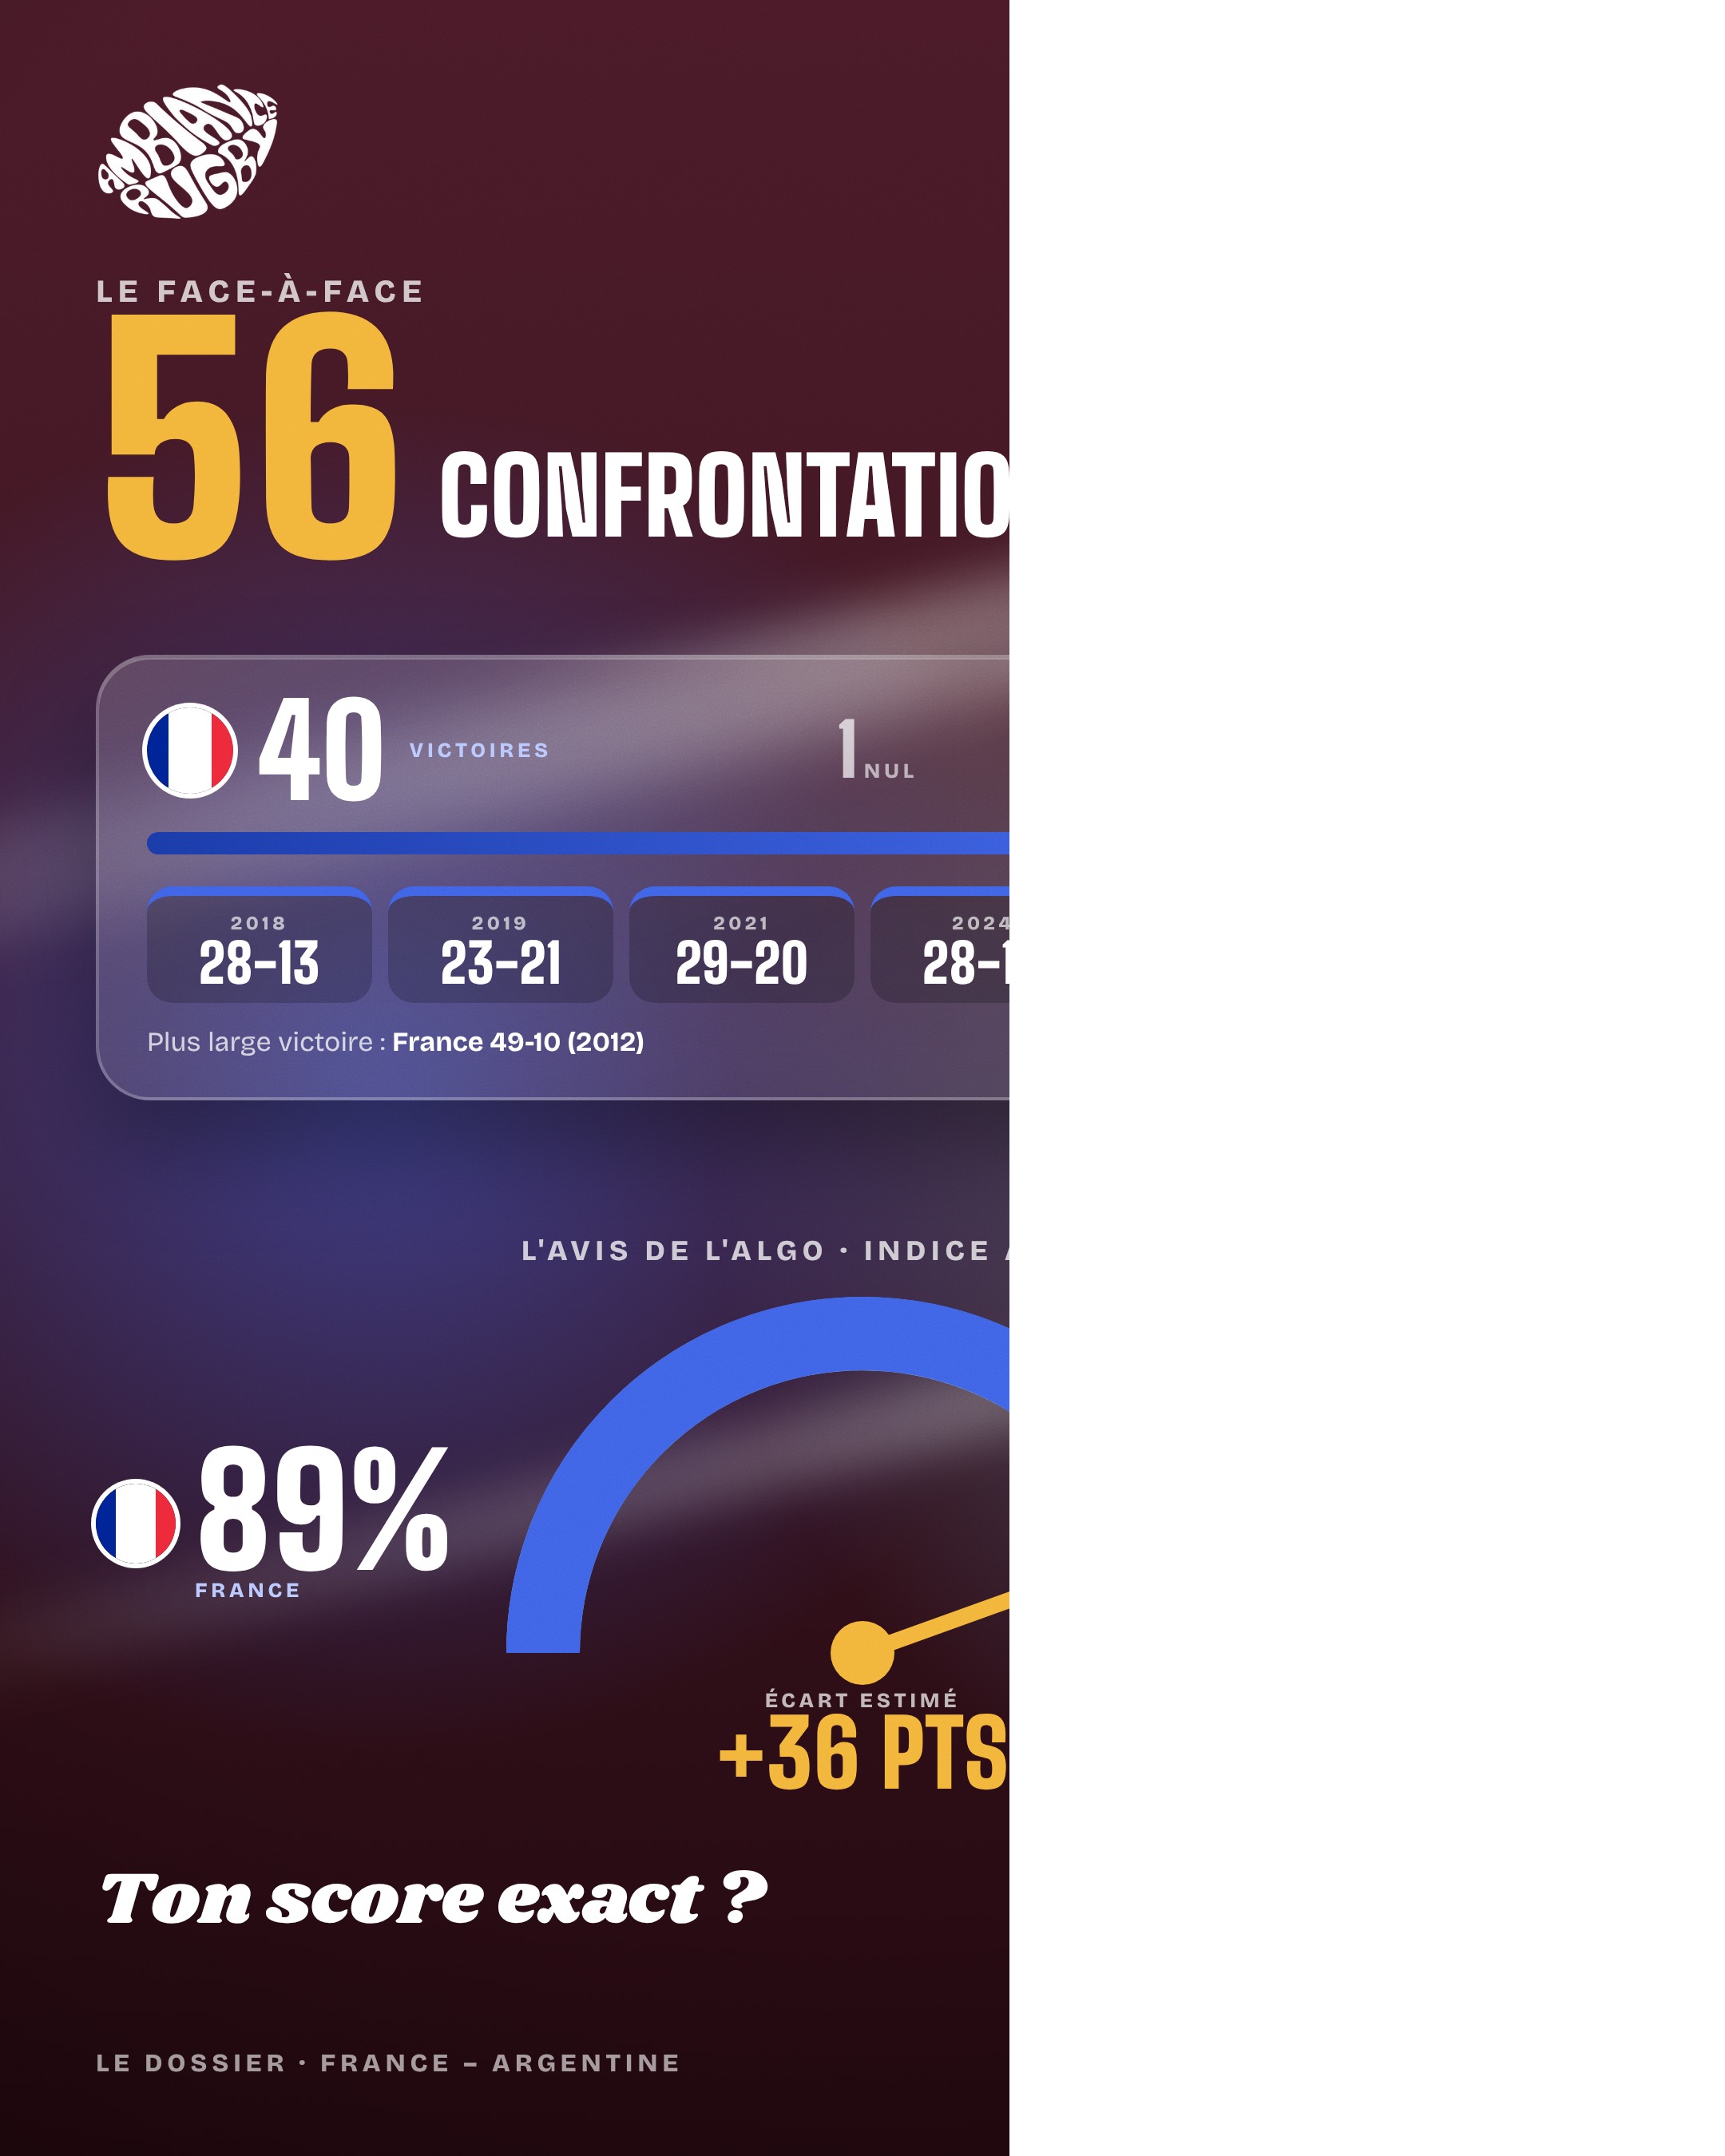 AMBIANCE
RUGBY
LE FACE-À-FACE
56 CONFRONTATIO
40 VICTOIRES 1 NUL
2018 2019 2021 2024
28–13 23–21 29–20 28–1
Plus large victoire : France 49-10 (2012)
L'AVIS DE L'ALGO · INDICE
89%
FRANCE
ÉCART ESTIMÉ
+36 PTS
Ton score exact ?
LE DOSSIER · FRANCE – ARGENTINE